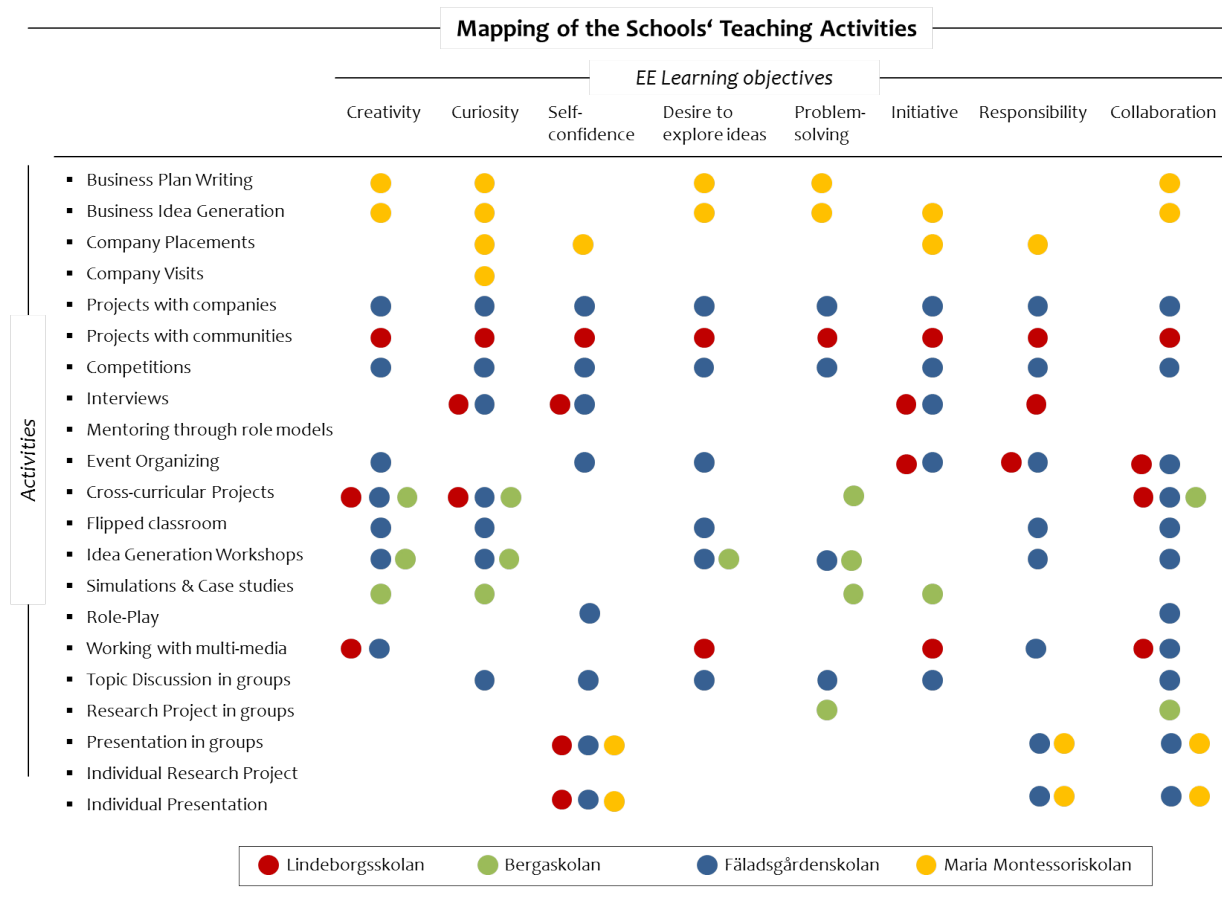 Mapping of the Schools‘ Teaching Activities
EE Learning objectives
Creativity
Curiosity
Self-
confidence
Desire to
explore ideas
Problem-
solving
Initiative
Responsibility
Collaboration
Activities
▪ Business Plan Writing
▪ Business Idea Generation
▪ Company Placements
▪ Company Visits
▪ Projects with companies
▪ Projects with communities
▪ Competitions
▪ Interviews
▪ Mentoring through role models
▪ Event Organizing
▪ Cross-curricular Projects
▪ Flipped classroom
▪ Idea Generation Workshops
▪ Simulations & Case studies
▪ Role-Play
▪ Working with multi-media
▪ Topic Discussion in groups
▪ Research Project in groups
▪ Presentation in groups
▪ Individual Research Project
▪ Individual Presentation
Lindeborgsskolan
Bergaskolan
Fäladsgårdenskolan
Maria Montessoriskolan